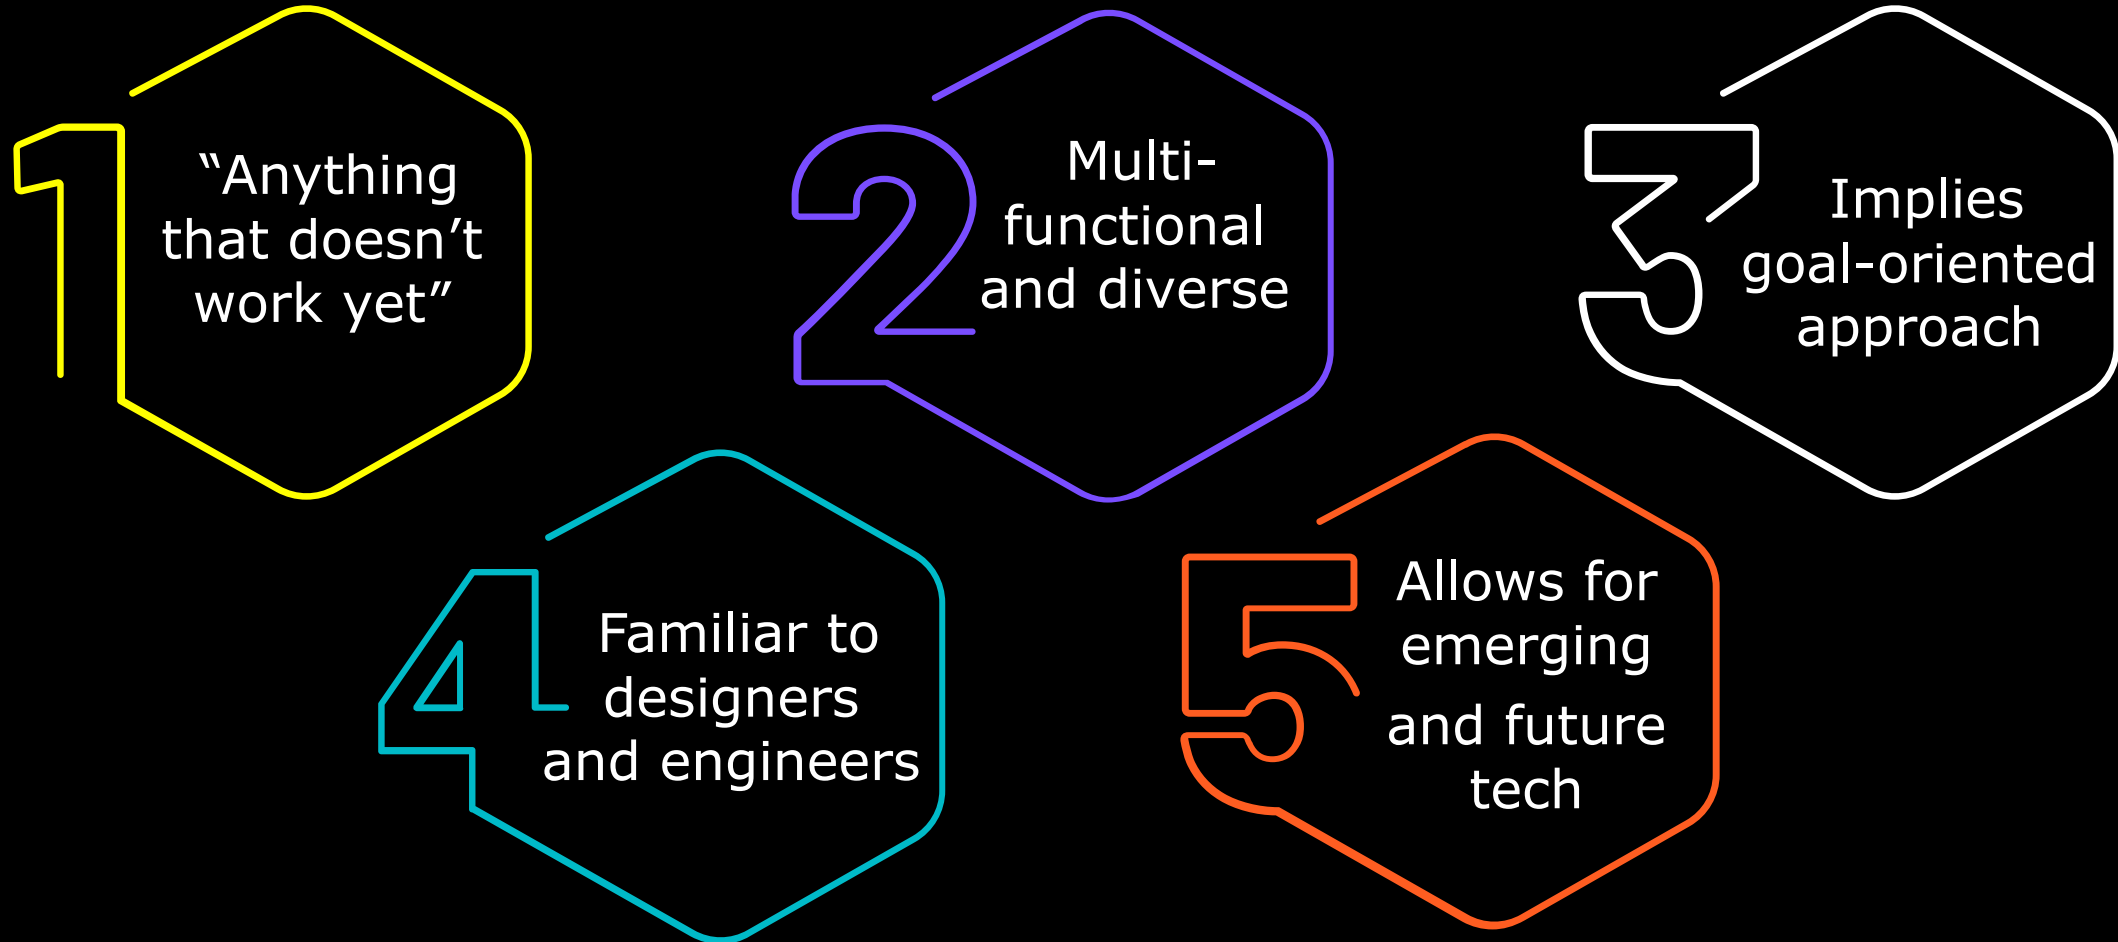 1
“Anything
that doesn’t
work yet”
2
Multi-
functional
and diverse
3
Implies
goal-oriented
approach
4
Familiar to
designers
and engineers
5
Allows for
emerging
and future
tech